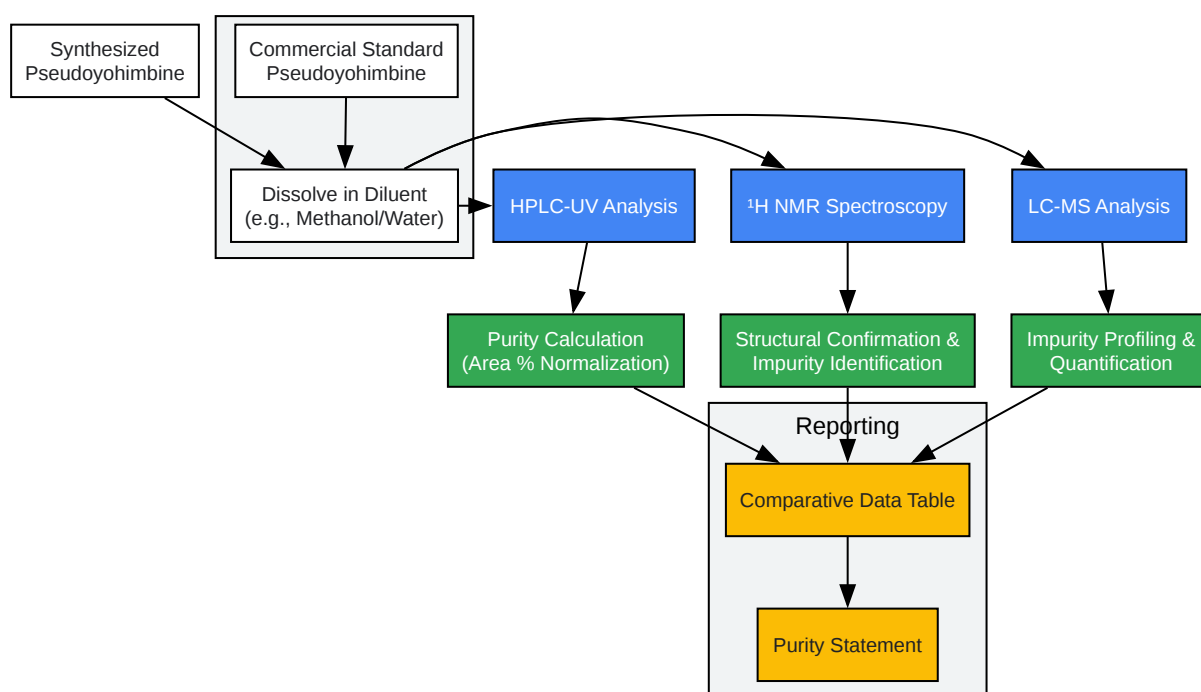 Synthesized
Pseudoyohimbine
Commercial Standard
Pseudoyohimbine
Dissolve in Diluent
(e.g., Methanol/Water)
HPLC-UV Analysis
¹H NMR Spectroscopy
LC-MS Analysis
Purity Calculation
(Area % Normalization)
Structural Confirmation &
Impurity Identification
Impurity Profiling &
Quantification
Reporting
Comparative Data Table
Purity Statement